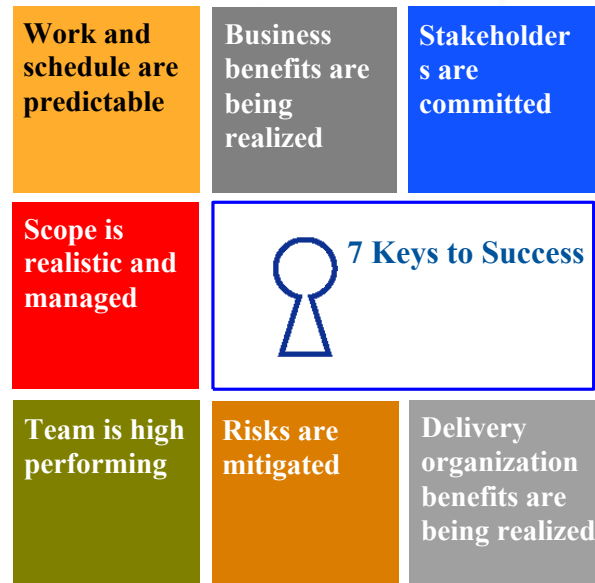 Work and
schedule are
predictable
Business
benefits are
being
realized
Stakeholder
s are
committed
Scope is
realistic and
managed
7 Keys to Success
Team is high
performing
Risks are
mitigated
Delivery
organization
benefits are
being realized